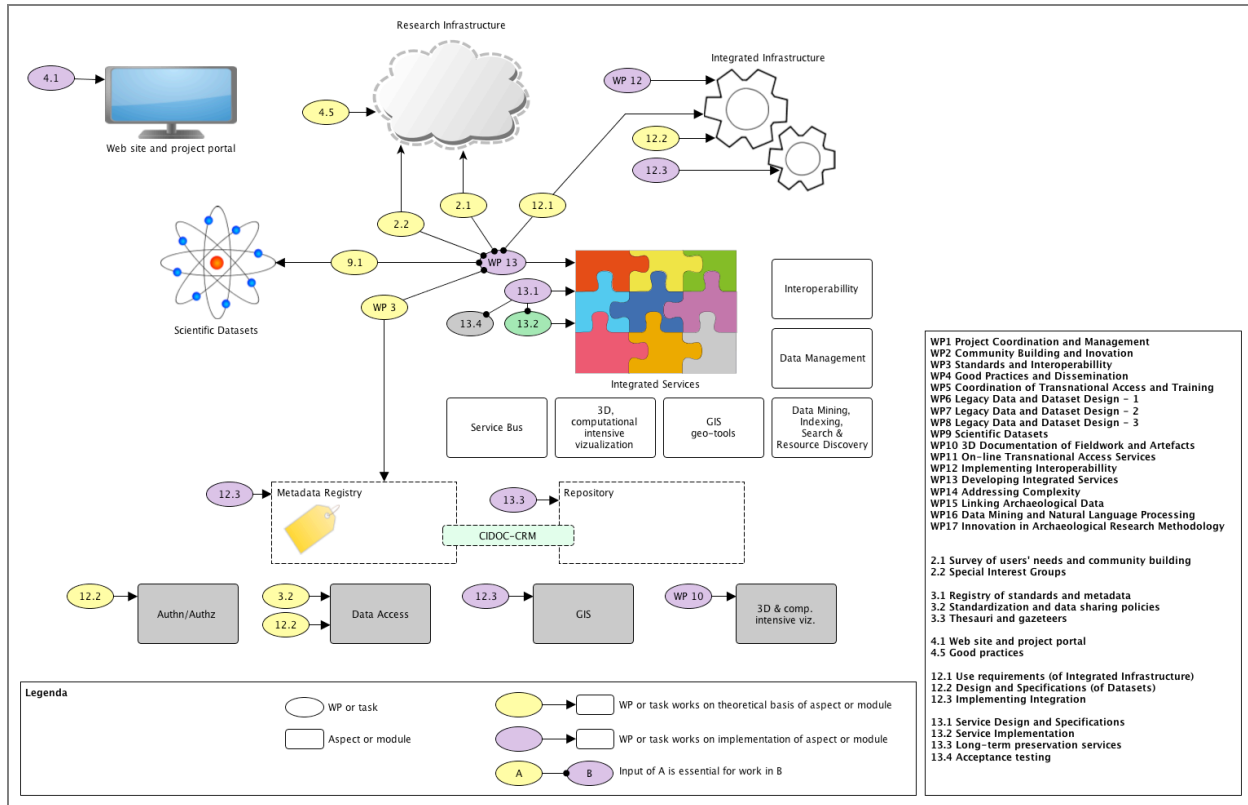 Research Infrastructure
Integrated Infrastructure
4.1
WP 12
4.5
Web site and project portal
12.2
12.3
2.1
12.1
2.2
9.1
WP 13
WP 3
13.1
13.4
13.2
Scientific Datasets
Integrated Services
Interoperabillity
Data Management
Service Bus
3D,
computational
intensive
vizualization
GIS
geo-tools
Data Mining,
Indexing,
Search &
Resource Discovery
12.3
Metadata Registry
13.3
Repository
CIDOC-CRM
12.2
Authn/Authz
3.2
12.2
Data Access
12.3
GIS
WP 10
3D & comp.
intensive viz.
WP1 Project Coordination and Management
WP2 Community Building and Inovation
WP3 Standards and Interoperabillity
WP4 Good Practices and Dissemination
WP5 Coordination of Transnational Access and Training
WP6 Legacy Data and Dataset Design - 1
WP7 Legacy Data and Dataset Design - 2
WP8 Legacy Data and Dataset Design - 3
WP9 Scientific Datasets
WP10 3D Documentation of Fieldwork and Artefacts
WP11 On-line Transnational Access Services
WP12 Implementing Interoperabillity
WP13 Developing Integrated Services
WP14 Addressing Complexity
WP15 Linking Archaeological Data
WP16 Data Mining and Natural Language Processing
WP17 Innovation in Archaeological Research Methodology
2.1 Survey of users' needs and community building
2.2 Special Interest Groups
3.1 Registry of standards and metadata
3.2 Standardization and data sharing policies
3.3 Thesauri and gazeteers
4.1 Web site and project portal
4.5 Good practices
12.1 Use requirements (of Integrated Infrastructure)
12.2 Design and Specifications (of Datasets)
12.3 Implementing Integration
13.1 Service Design and Specifications
13.2 Service Implementation
13.3 Long-term preservation services
13.4 Acceptance testing
Legenda
WP or task
Aspect or module
WP or task works on theoretical basis of aspect or module
WP or task works on implementation of aspect or module
A
B
Input of A is essential for work in B